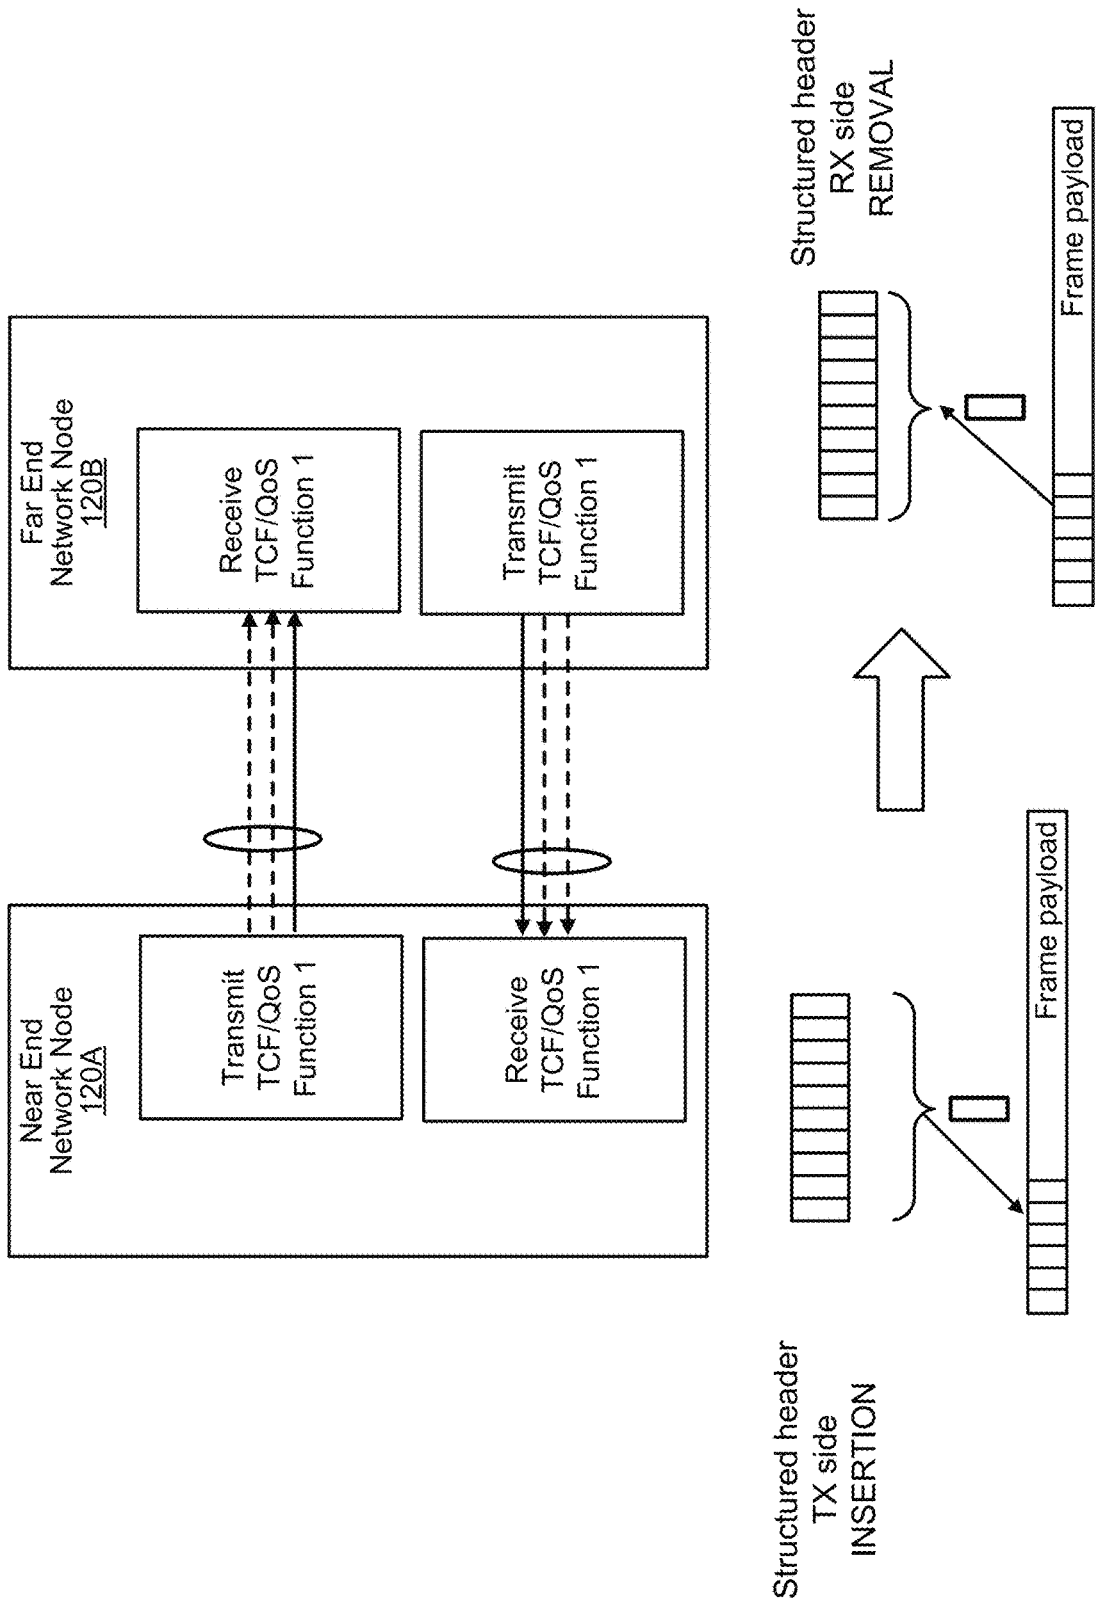 Near End
Network Node
120A
Transmit
TCF/QoS
Function 1
Receive
TCF/QoS
Function 1
Far End
Network Node
120B
Receive
TCF/QoS
Function 1
Transmit
TCF/QoS
Function 1
Structured header
TX side
INSERTION
Frame payload
Structured header
RX side
REMOVAL
Frame payload